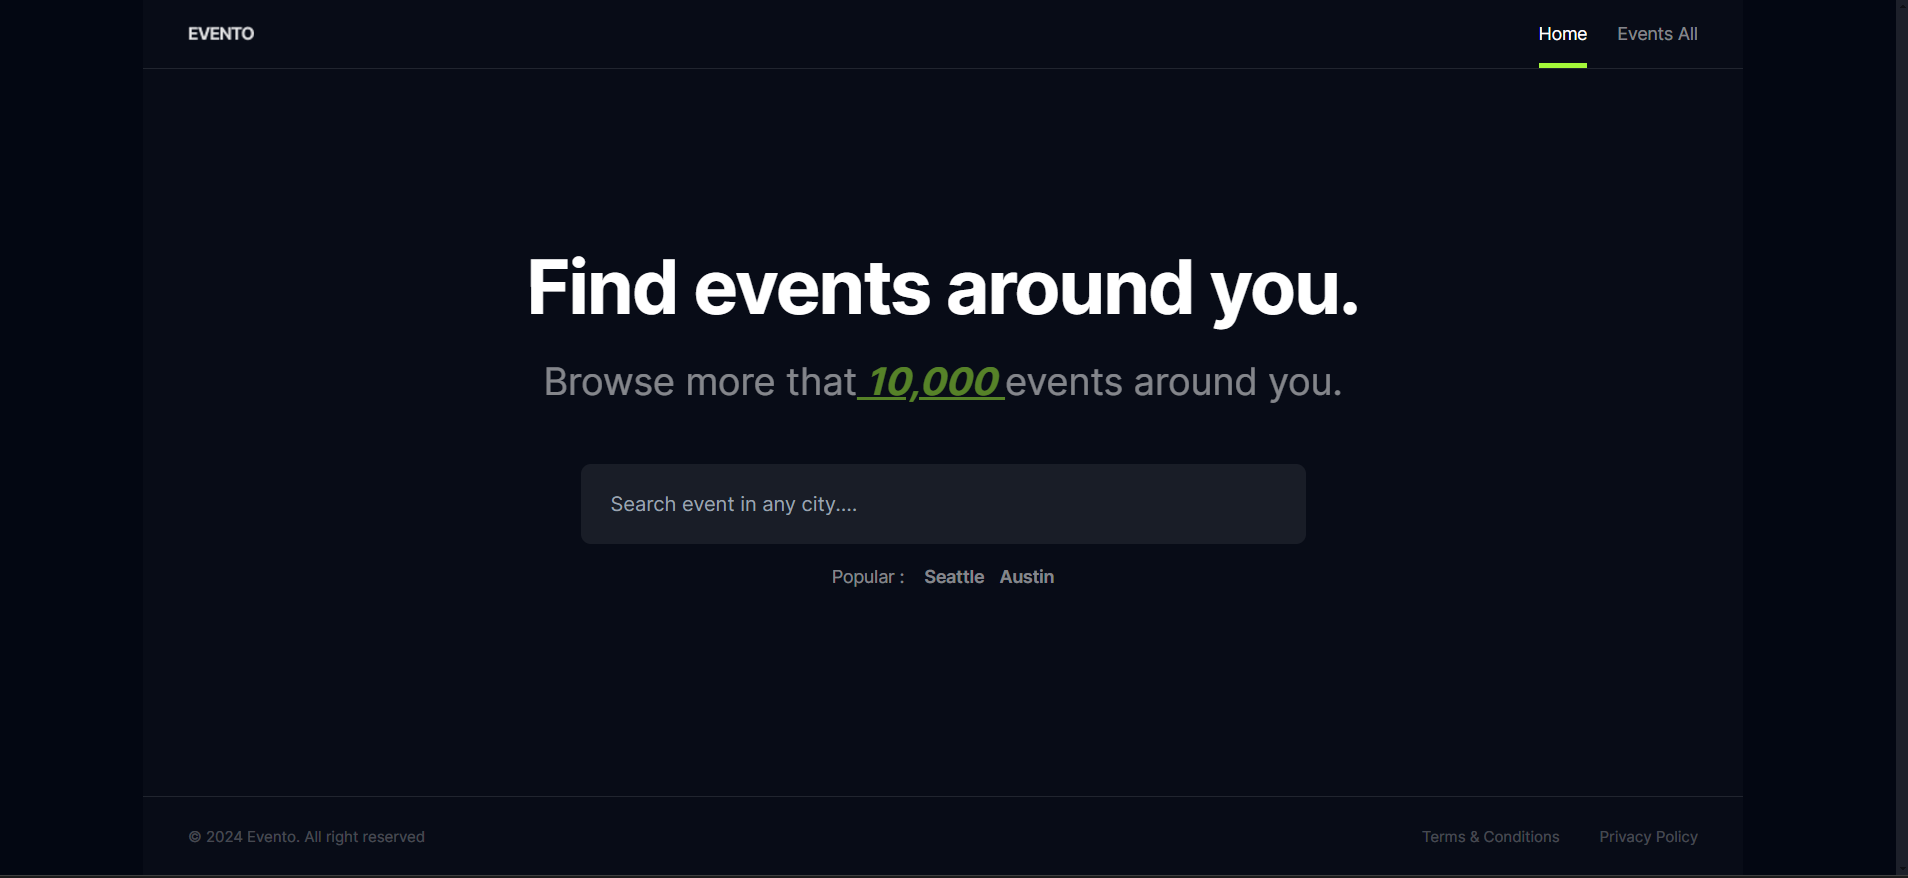 EVENTO
Home Events All
Find events around you.
Browse more that 10,000 events around you.
Search event in any city....
Popular : Seattle Austin
© 2024 Evento. All right reserved
Terms & Conditions Privacy Policy